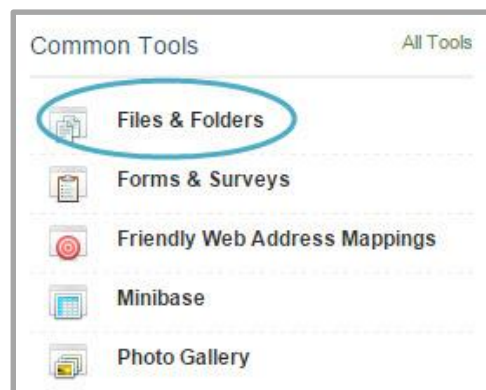 Common Tools
All Tools
Files & Folders
Forms & Surveys
Friendly Web Address Mappings
Minibase
Photo Gallery